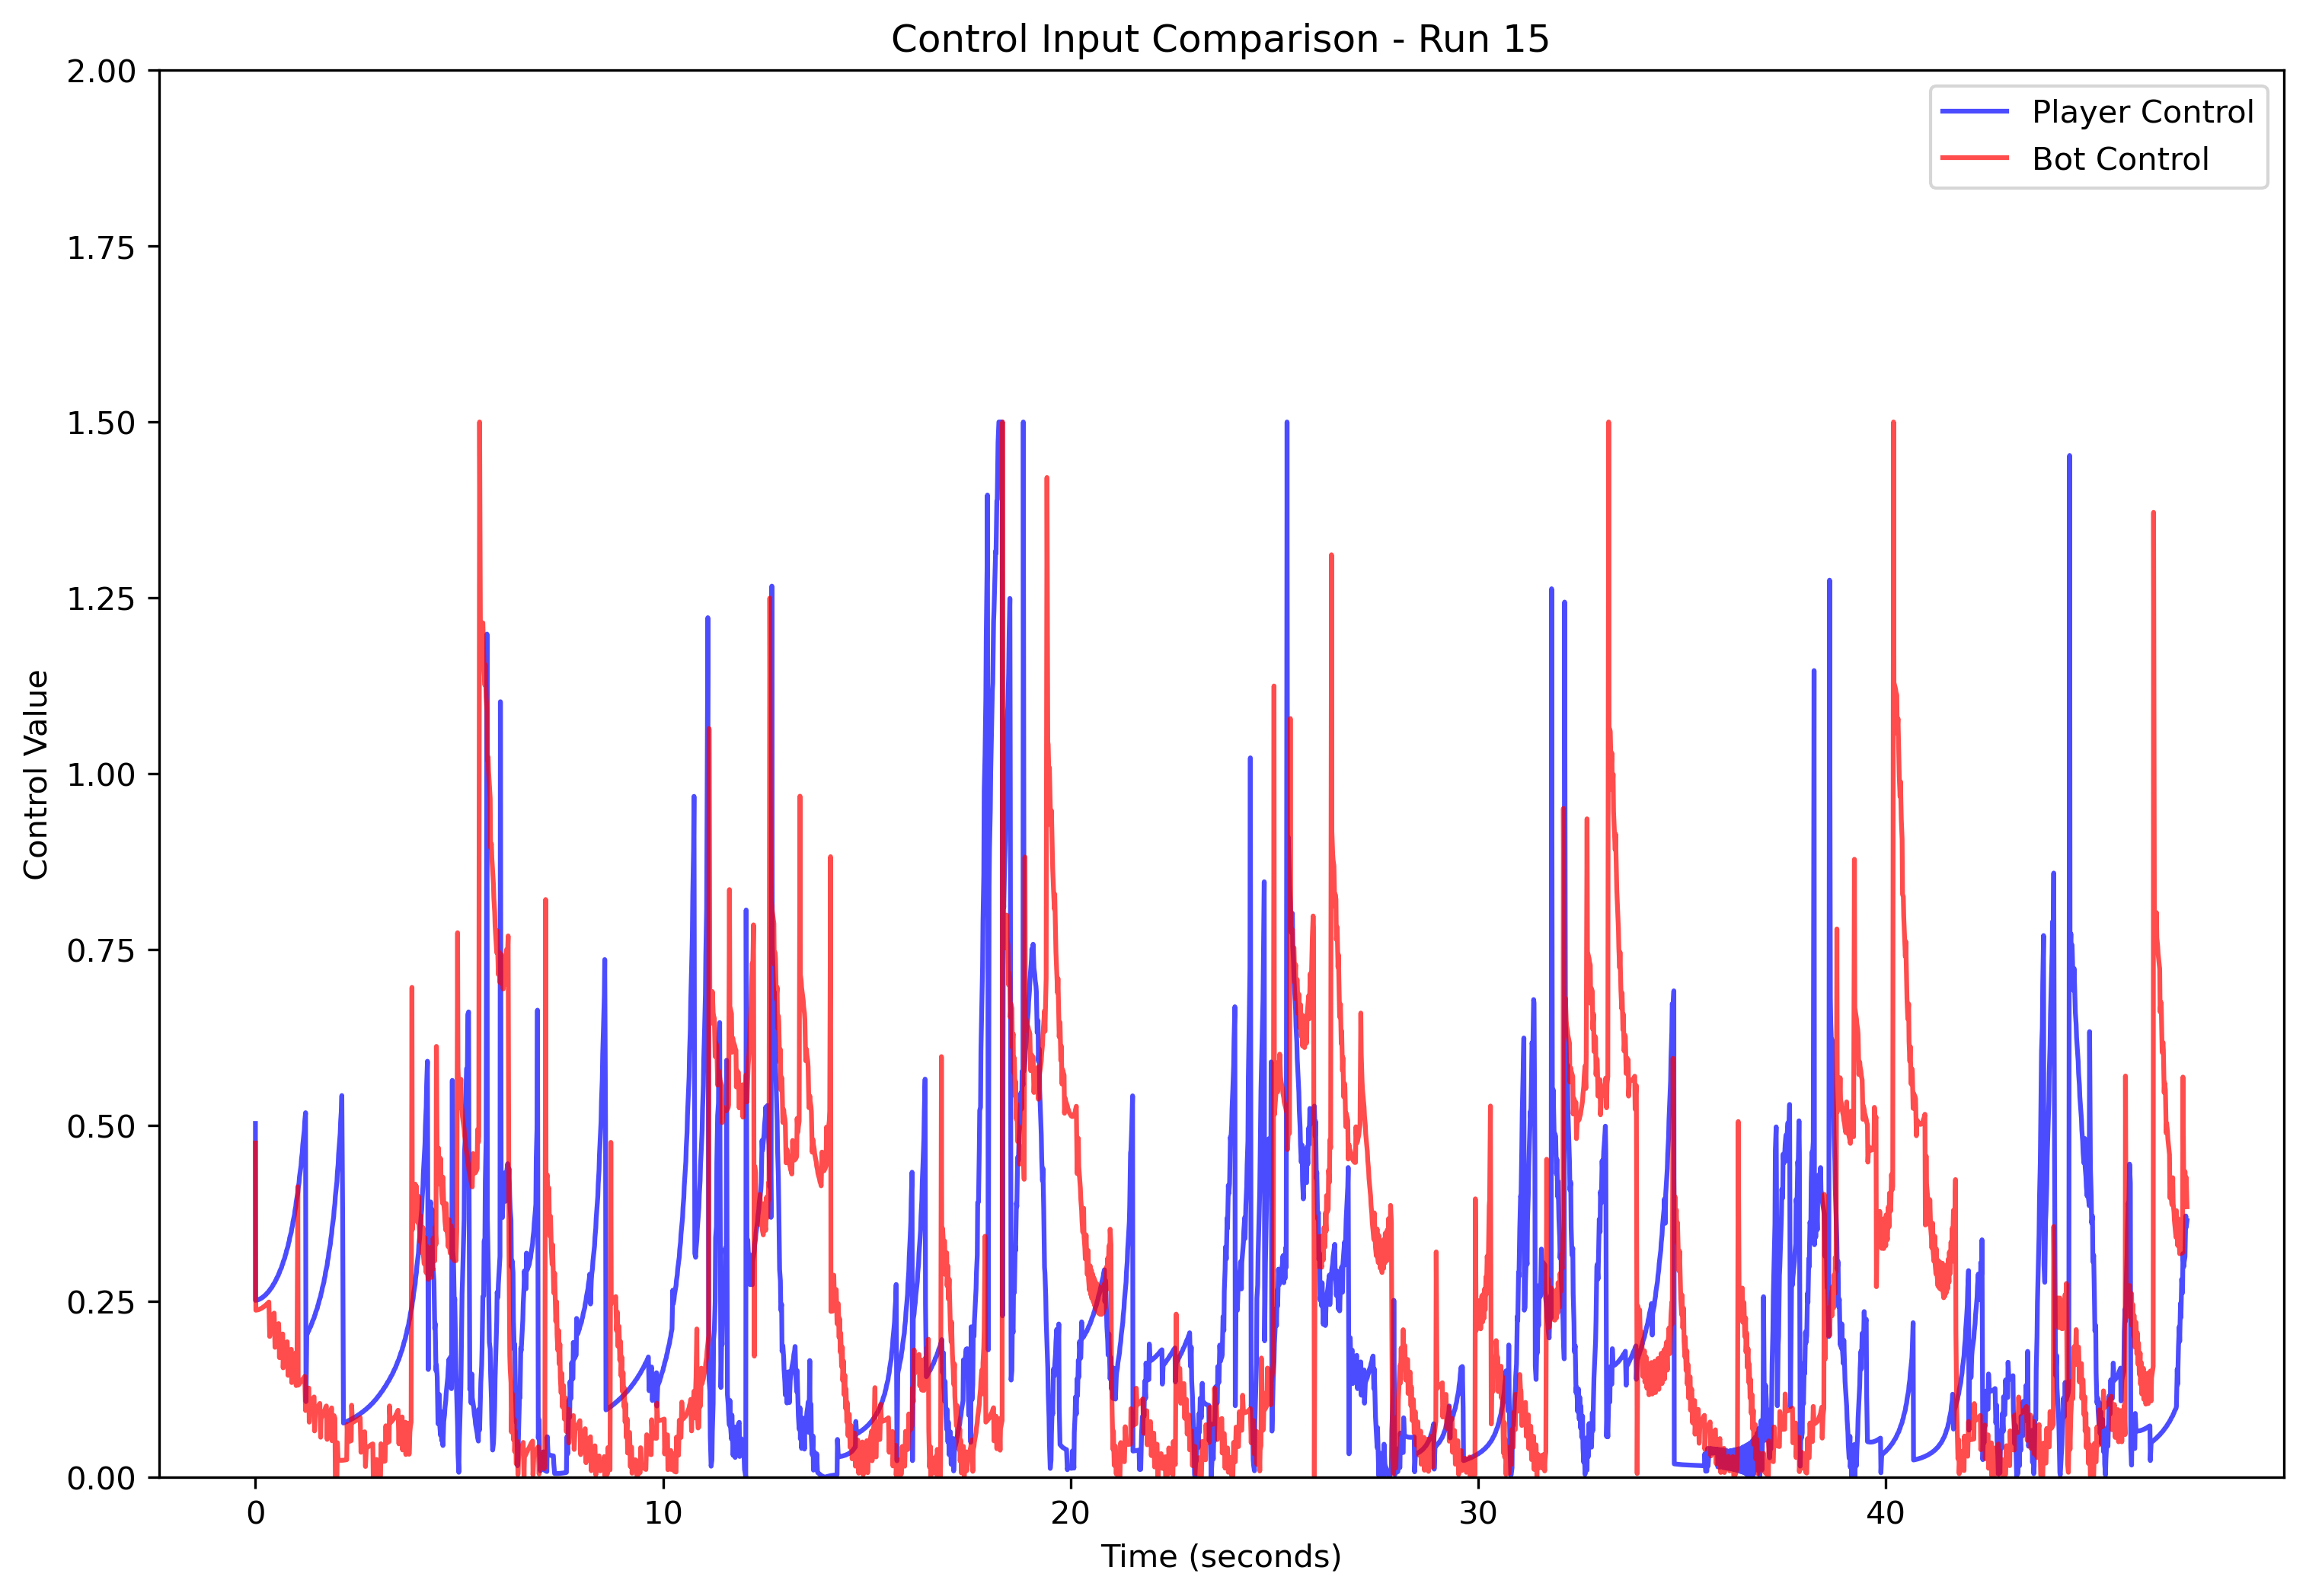 Control Input Comparison - Run 15
2.00
1.75
1.50
1.25
1.00
0.75
0.50
0.25
0.00
Control Value
Player Control
Bot Control
0 10 20 30 40
Time (seconds)